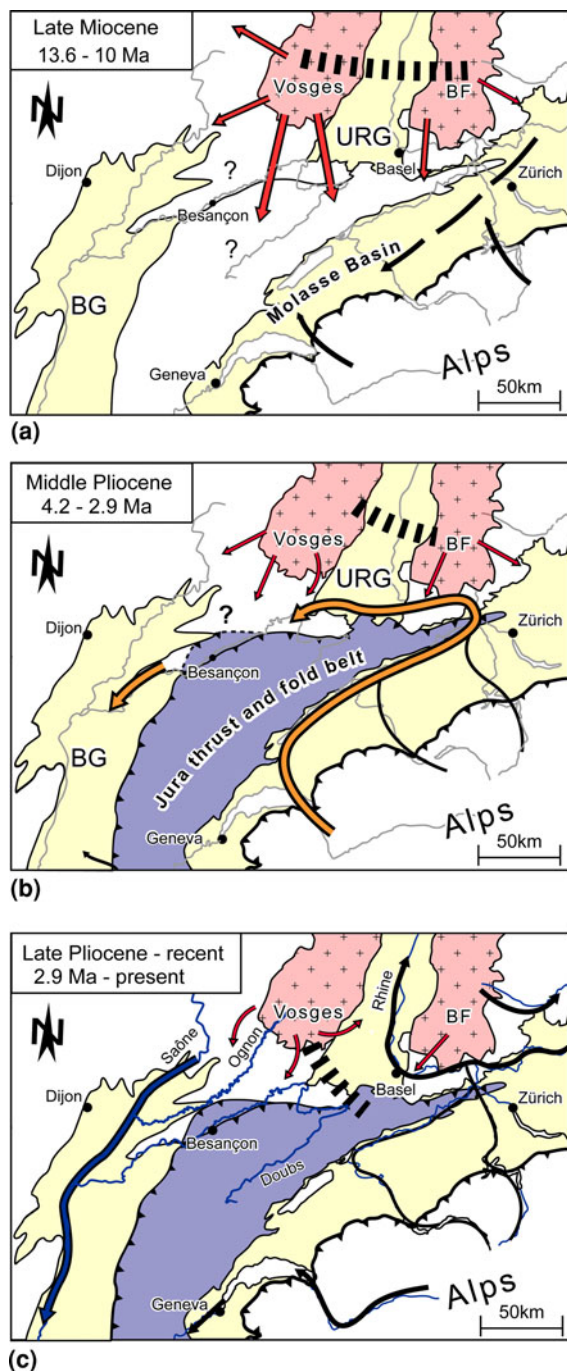 Late Miocene
13.6 - 10 Ma
N
Vosges
BF
URG
Dijon
?
Basel
Zürich
Besançon
?
Molasse Basin
BG
Geneva
Alps
50km
(a)
Middle Pliocene
4.2 - 2.9 Ma
N
Vosges
BF
URG
?
Dijon
Zürich
Besançon
Jura thrust and fold belt
BG
Geneva
Alps
50km
(b)
Late Pliocene - recent
2.9 Ma - present
N
Vosges
Rhine
BF
Saône
Ognon
Dijon
Basel
Zürich
Besançon
Doubs
Geneva
Alps
50km
(c)